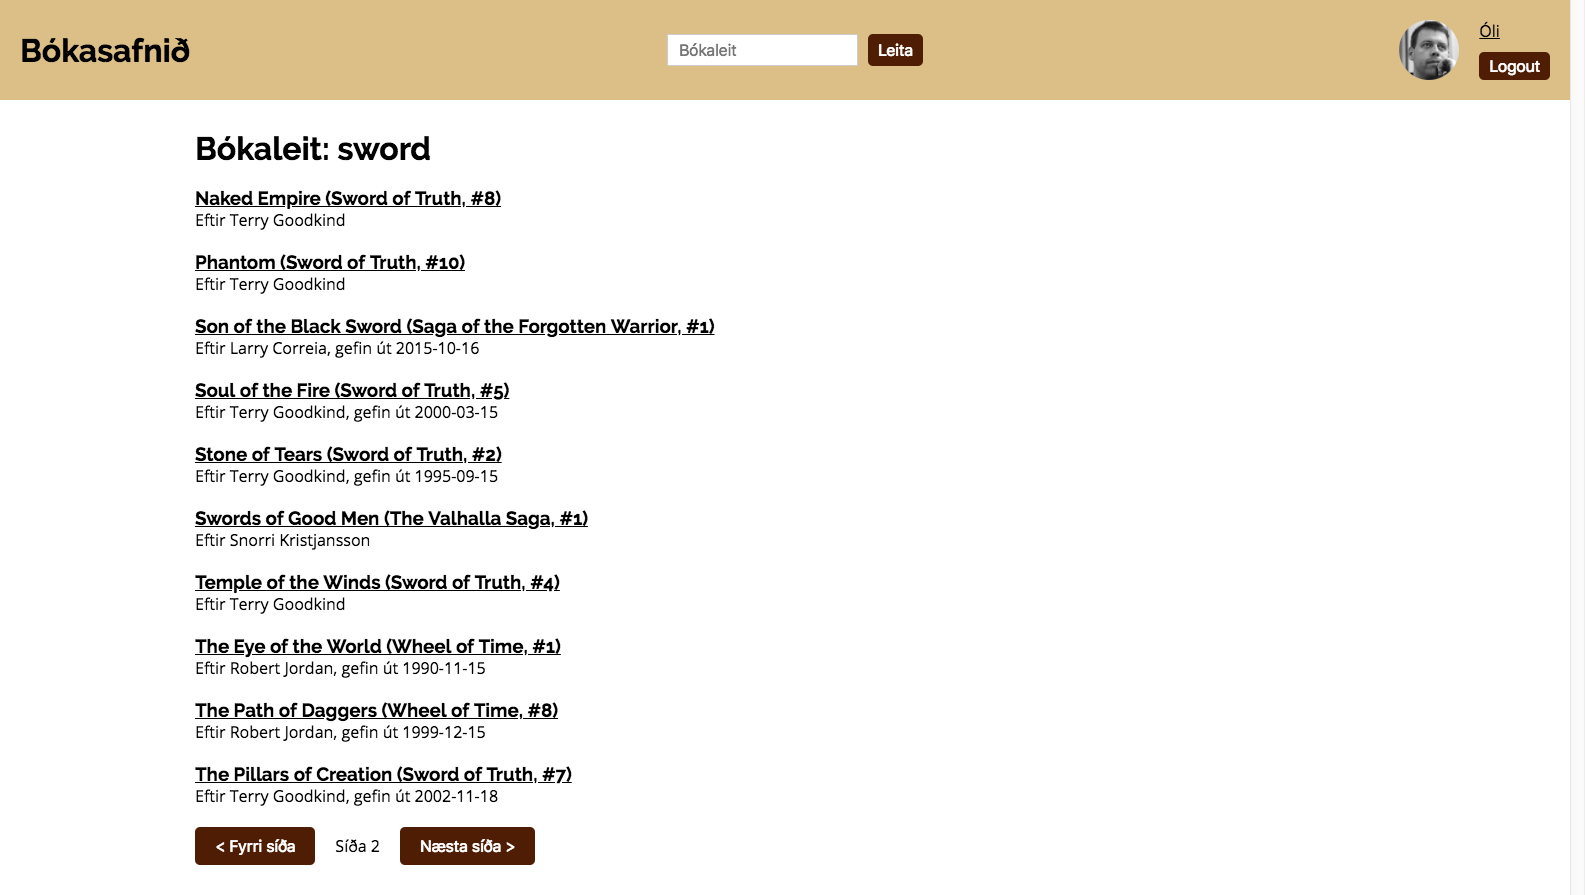 Bókasafnið
Bókaleit
Leita
Óli
Logout
Bókaleit: sword
Naked Empire (Sword of Truth, #8)
Eftir Terry Goodkind
Phantom (Sword of Truth, #10)
Eftir Terry Goodkind
Son of the Black Sword (Saga of the Forgotten Warrior, #1)
Eftir Larry Correia, gefin út 2015-10-16
Soul of the Fire (Sword of Truth, #5)
Eftir Terry Goodkind, gefin út 2000-03-15
Stone of Tears (Sword of Truth, #2)
Eftir Terry Goodkind, gefin út 1995-09-15
Swords of Good Men (The Valhalla Saga, #1)
Eftir Snorri Kristjansson
Temple of the Winds (Sword of Truth, #4)
Eftir Terry Goodkind
The Eye of the World (Wheel of Time, #1)
Eftir Robert Jordan, gefin út 1990-11-15
The Path of Daggers (Wheel of Time, #8)
Eftir Robert Jordan, gefin út 1999-12-15
The Pillars of Creation (Sword of Truth, #7)
Eftir Terry Goodkind, gefin út 2002-11-18
< Fyrri síða
Síða 2
Næsta síða >